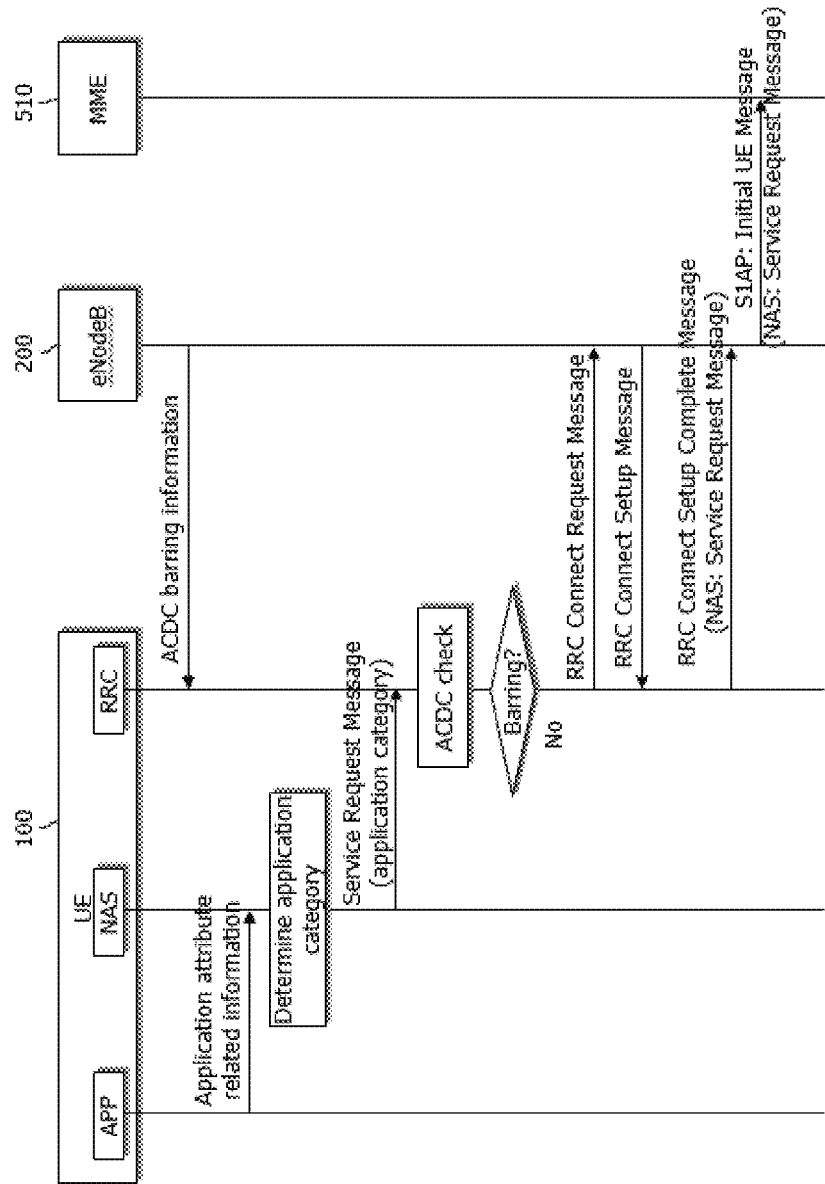 100
200
510
UE
APP
NAS
RRC
eNodeB
MME
ACDC barring information
Application attribute
related information
Determine application
category
Service Request Message
(application category)
ACDC check
Barring?
No
RRC Connect Request Message
RRC Connect Setup Message
RRC Connect Setup Complete Message
(NAS: Service Request Message)
S1AP: Initial UE Message
(NAS: Service Request Message)